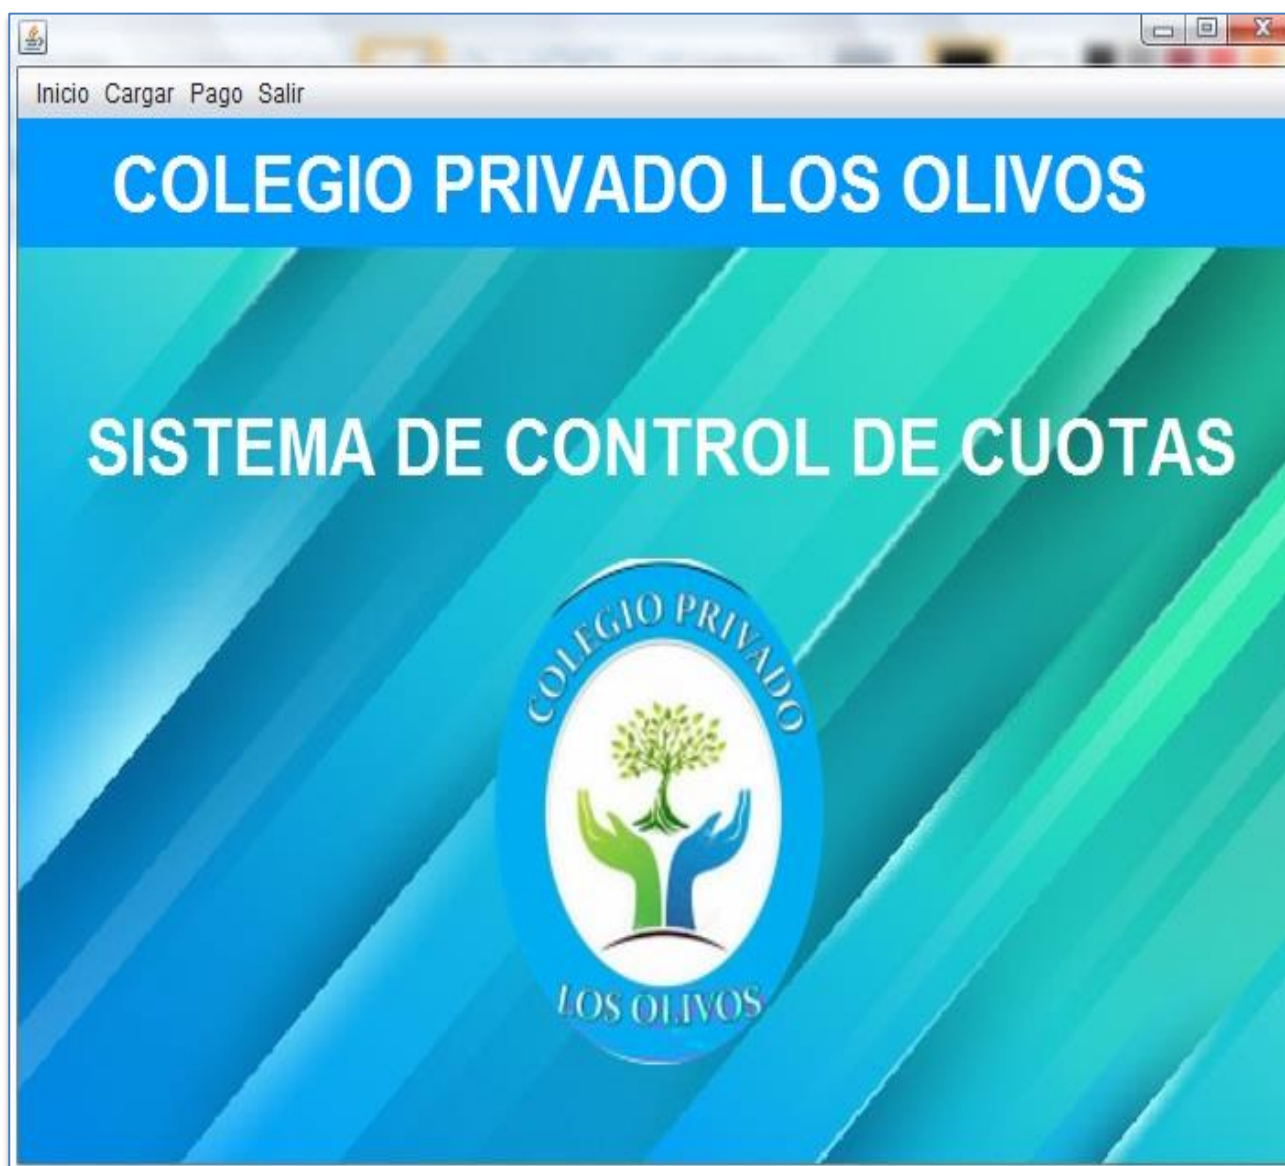 Inicio Cargar Pago Salir
COLEGIO PRIVADO LOS OLIVOS
SISTEMA DE CONTROL DE CUOTAS
COLEGIO PRIVADO
LOS OLIVOS